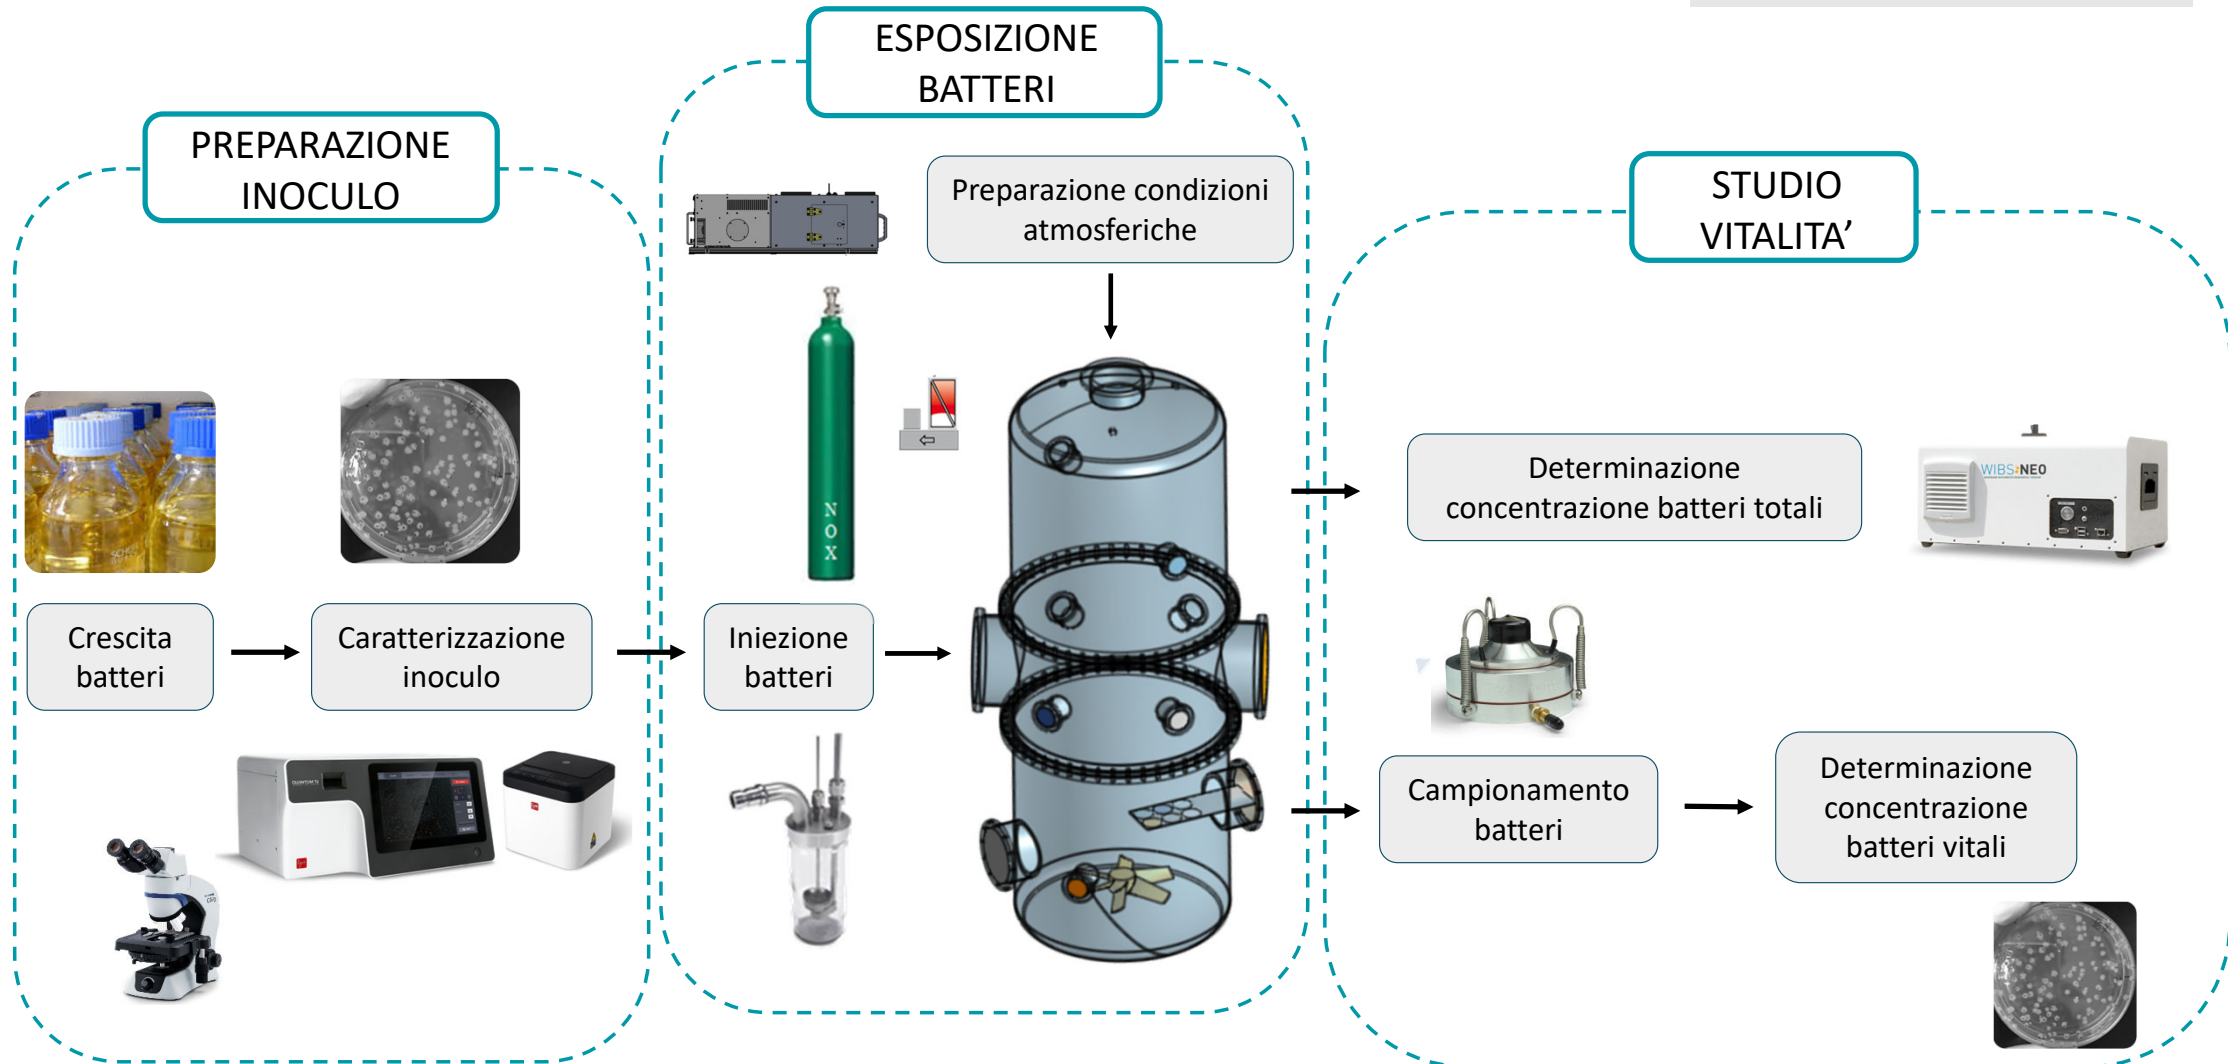 PREPARAZIONE
INOCULO
Crescita
batteri
Caratterizzazione
inoculo
ESPOSIZIONE
BATTERI
Preparazione condizioni
atmosferiche
N
O
X
Iniezione
batteri
STUDIO
VITALITA’
Determinazione
concentrazione batteri totali
WIBS NEO
Campionamento
batteri
Determinazione
concentrazione
batteri vitali